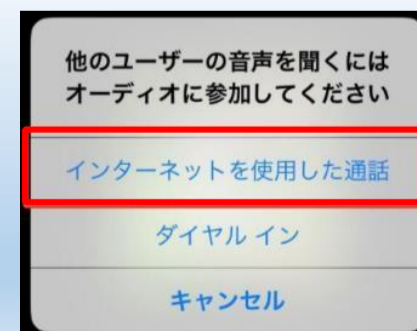 他のユーザーの音声を聞くには
オーディオに参加してください
インターネットを使用した通話
ダイヤル イン
キャンセル